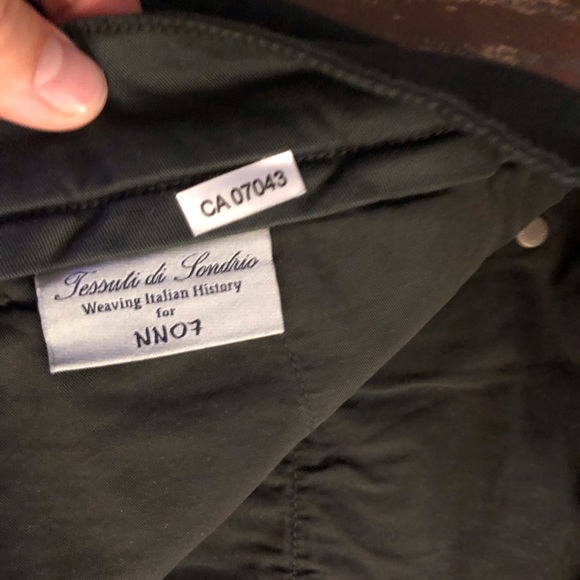 CA 07043
Tessuti di Sondrio
Weaving Italian History
for
NN07